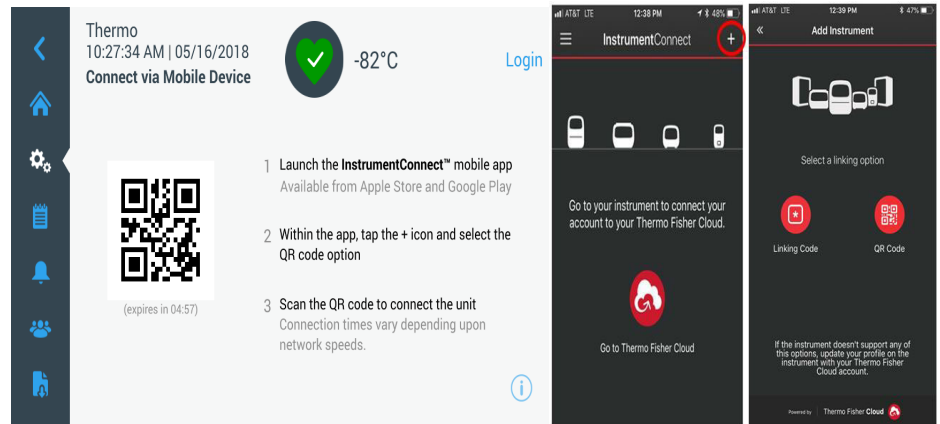 Thermo
10:27:34 AM | 05/16/2018
Connect via Mobile Device
-82°C
Login
(expires in 04:57)
1 Launch the InstrumentConnect™ mobile app
Available from Apple Store and Google Play
2 Within the app, tap the + icon and select the
QR code option
3 Scan the QR code to connect the unit
Connection times vary depending upon
network speeds.
AT&T LTE 12:38 PM 48%
InstrumentConnect +
Go to your instrument to connect your
account to your Thermo Fisher Cloud.
Go to Thermo Fisher Cloud
AT&T LTE 12:39 PM 47%
« Add Instrument
Select a linking option
Linking Code
QR Code
If the instrument doesn't support any of
this options, update your profile on the
instrument with your Thermo Fisher
Cloud account.
Powered by Thermo Fisher Cloud